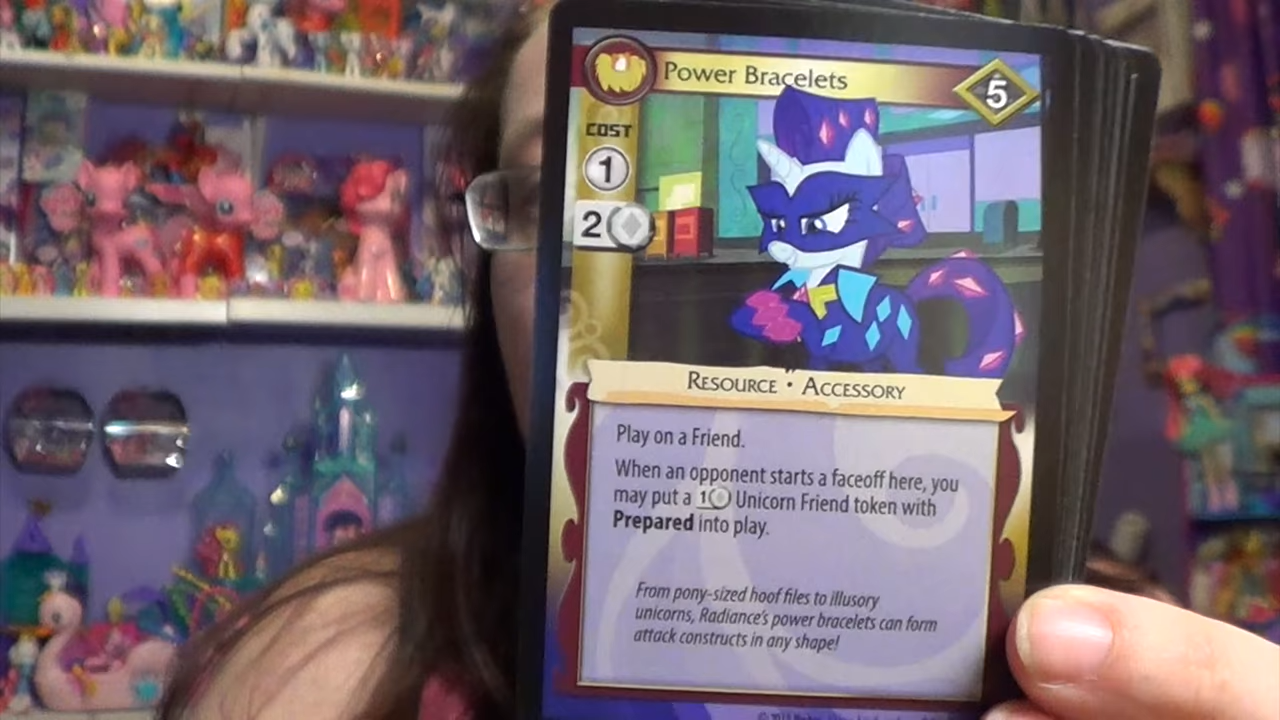 Power Bracelets
5
COST
1
2
RESOURCE • ACCESSORY
Play on a Friend.
When an opponent starts a faceoff here, you
may put a 1 Unicorn Friend token with
Prepared into play.
From pony-sized hoof files to illusory
unicorns, Radiance's power bracelets can form
attack constructs in any shape!